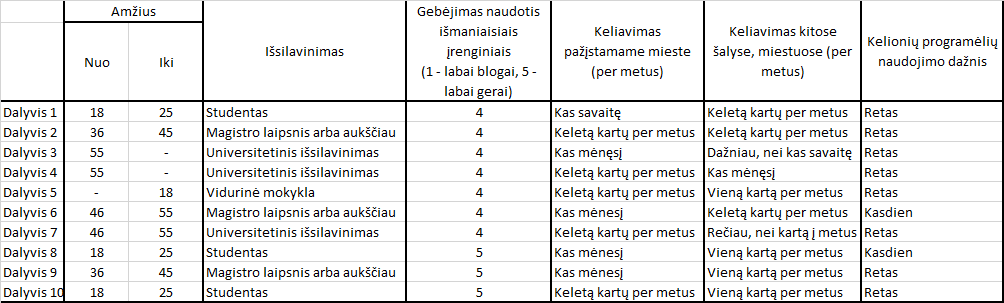 Amžius
Nuo
Iki
Išsilavinimas
Gebėjimas naudotis
išmaniaisiais
įrenginiais
(1 - labai blogai, 5 -
labai gerai)
Keliavimas
pažįstamame mieste
(per metus)
Keliavimas kitose
šalyse, miestuose (per
metus)
Kelionių programėlių
naudojimo dažnis
Dalyvis 1 18 25 Studentas 4 Kas savaitę Keletą kartų per metus Retas
Dalyvis 2 36 45 Magistro laipsnis arba aukščiau 4 Keletą kartų per metus Keletą kartų per metus Retas
Dalyvis 3 55 - Universitetinis išsilavinimas 4 Kas mėnęsį Dažniau, nei kas savaitę Retas
Dalyvis 4 55 - Universitetinis išsilavinimas 4 Keletą kartų per metus Kas mėnęsį Retas
Dalyvis 5 - 18 Vidurinė mokykla 4 Keletą kartų per metus Vieną kartą per metus Retas
Dalyvis 6 46 55 Magistro laipsnis arba aukščiau 4 Kas mėnesį Keletą kartų per metus Kasdien
Dalyvis 7 46 55 Universitetinis išsilavinimas 4 Keletą kartų per metus Rečiau, nei kartą į metus Retas
Dalyvis 8 18 25 Studentas 5 Kas mėnesį Vieną kartą per metus Kasdien
Dalyvis 9 36 45 Magistro laipsnis arba aukščiau 5 Kas mėnesį Vieną kartą per metus Retas
Dalyvis 10 18 25 Studentas 5 Keletą kartų per metus Vieną kartą per metus Retas